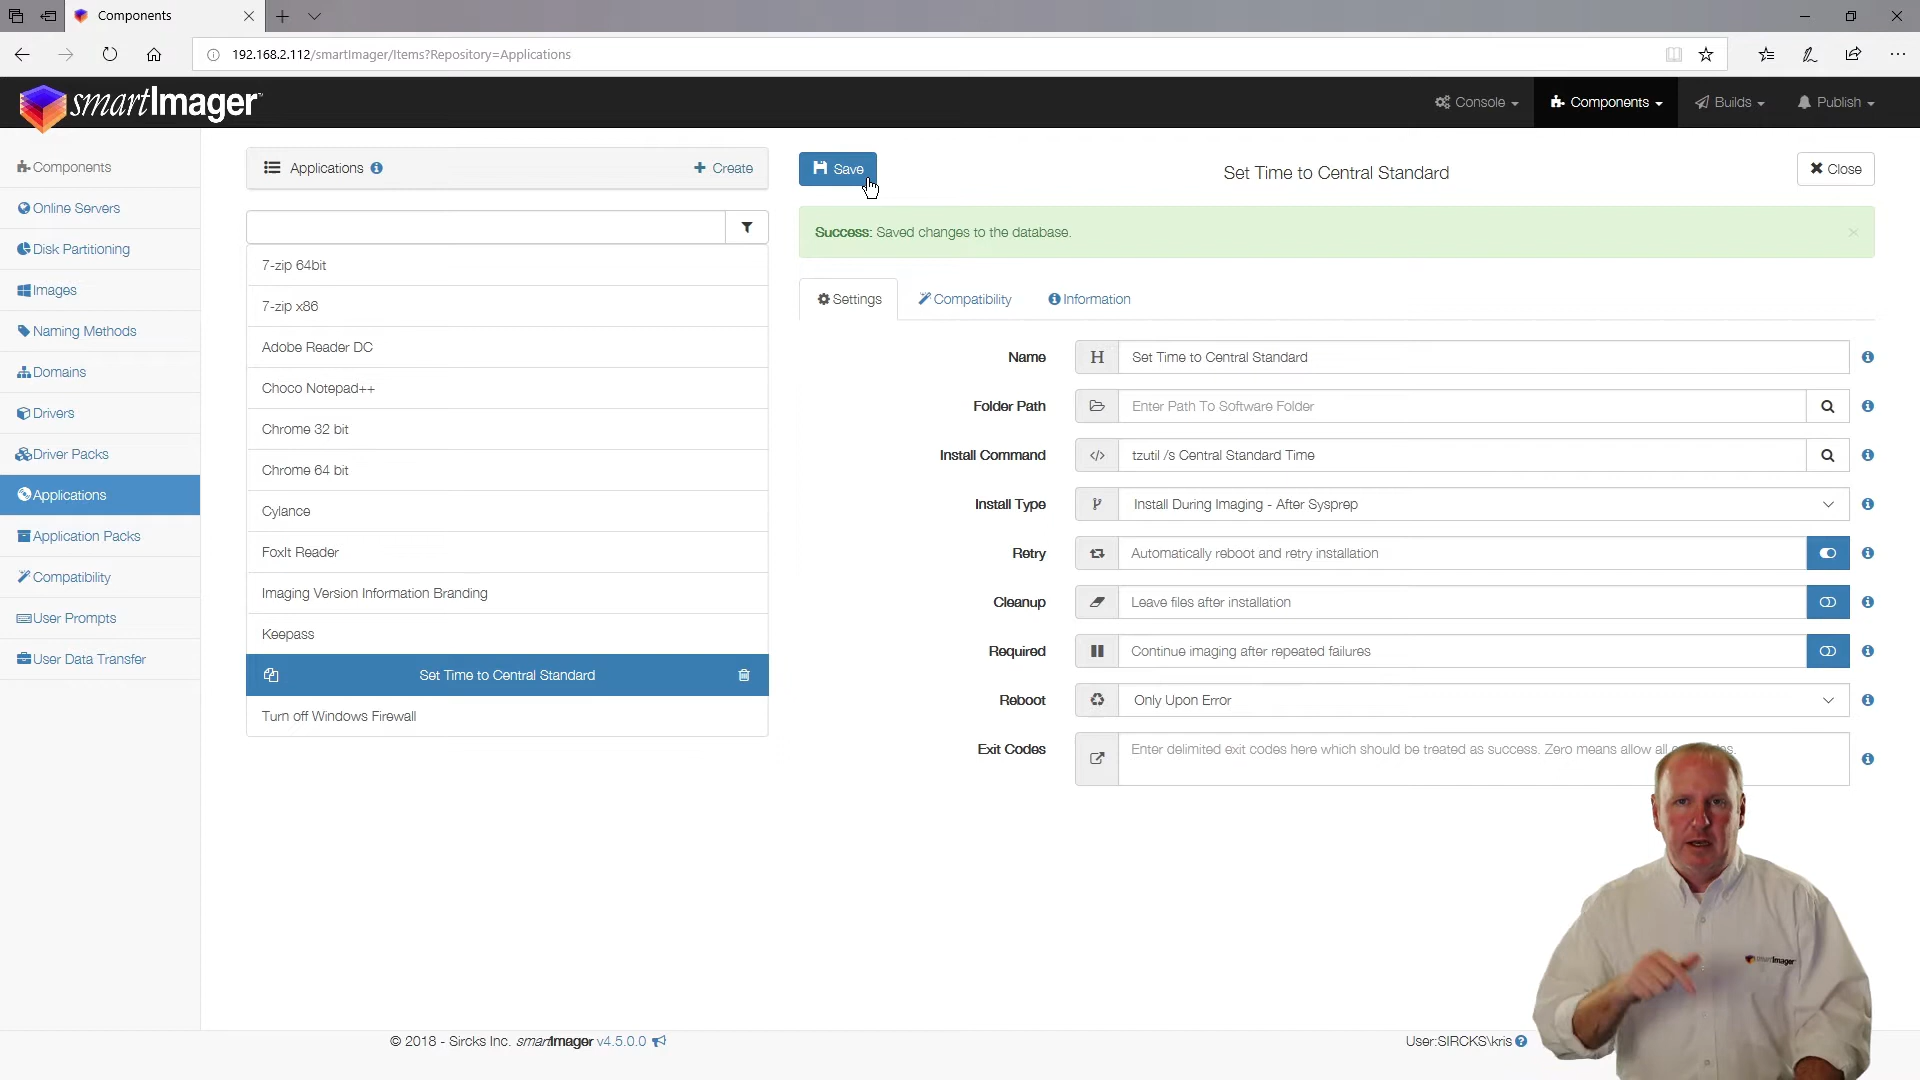 Components
192.168.2.112/smartImager/Items?Repository=Applications
smartImager
Console
Components
Builds
Publish
Components
Online Servers
Disk Partitioning
Images
Naming Methods
Domains
Drivers
Driver Packs
Applications
Application Packs
Compatibility
User Prompts
User Data Transfer
Applications
Create
7-zip 64bit
7-zip x86
Adobe Reader DC
Choco Notepad++
Chrome 32 bit
Chrome 64 bit
Cylance
FoxIt Reader
Imaging Version Information Branding
Keepass
Set Time to Central Standard
Turn off Windows Firewall
Save
Set Time to Central Standard
Close
Success: Saved changes to the database.
Settings
Compatibility
Information
Name
H
Set Time to Central Standard
Folder Path
Enter Path To Software Folder
Install Command
tzutil /s Central Standard Time
Install Type
Install During Imaging - After Sysprep
Retry
Automatically reboot and retry installation
Cleanup
Leave files after installation
Required
Continue imaging after repeated failures
Reboot
Only Upon Error
Exit Codes
Enter delimited exit codes here which should be treated as success. Zero means allow all
smartImager
© 2018 - Sircks Inc. smartImager v4.5.0.0
User:SIRCKS\kris